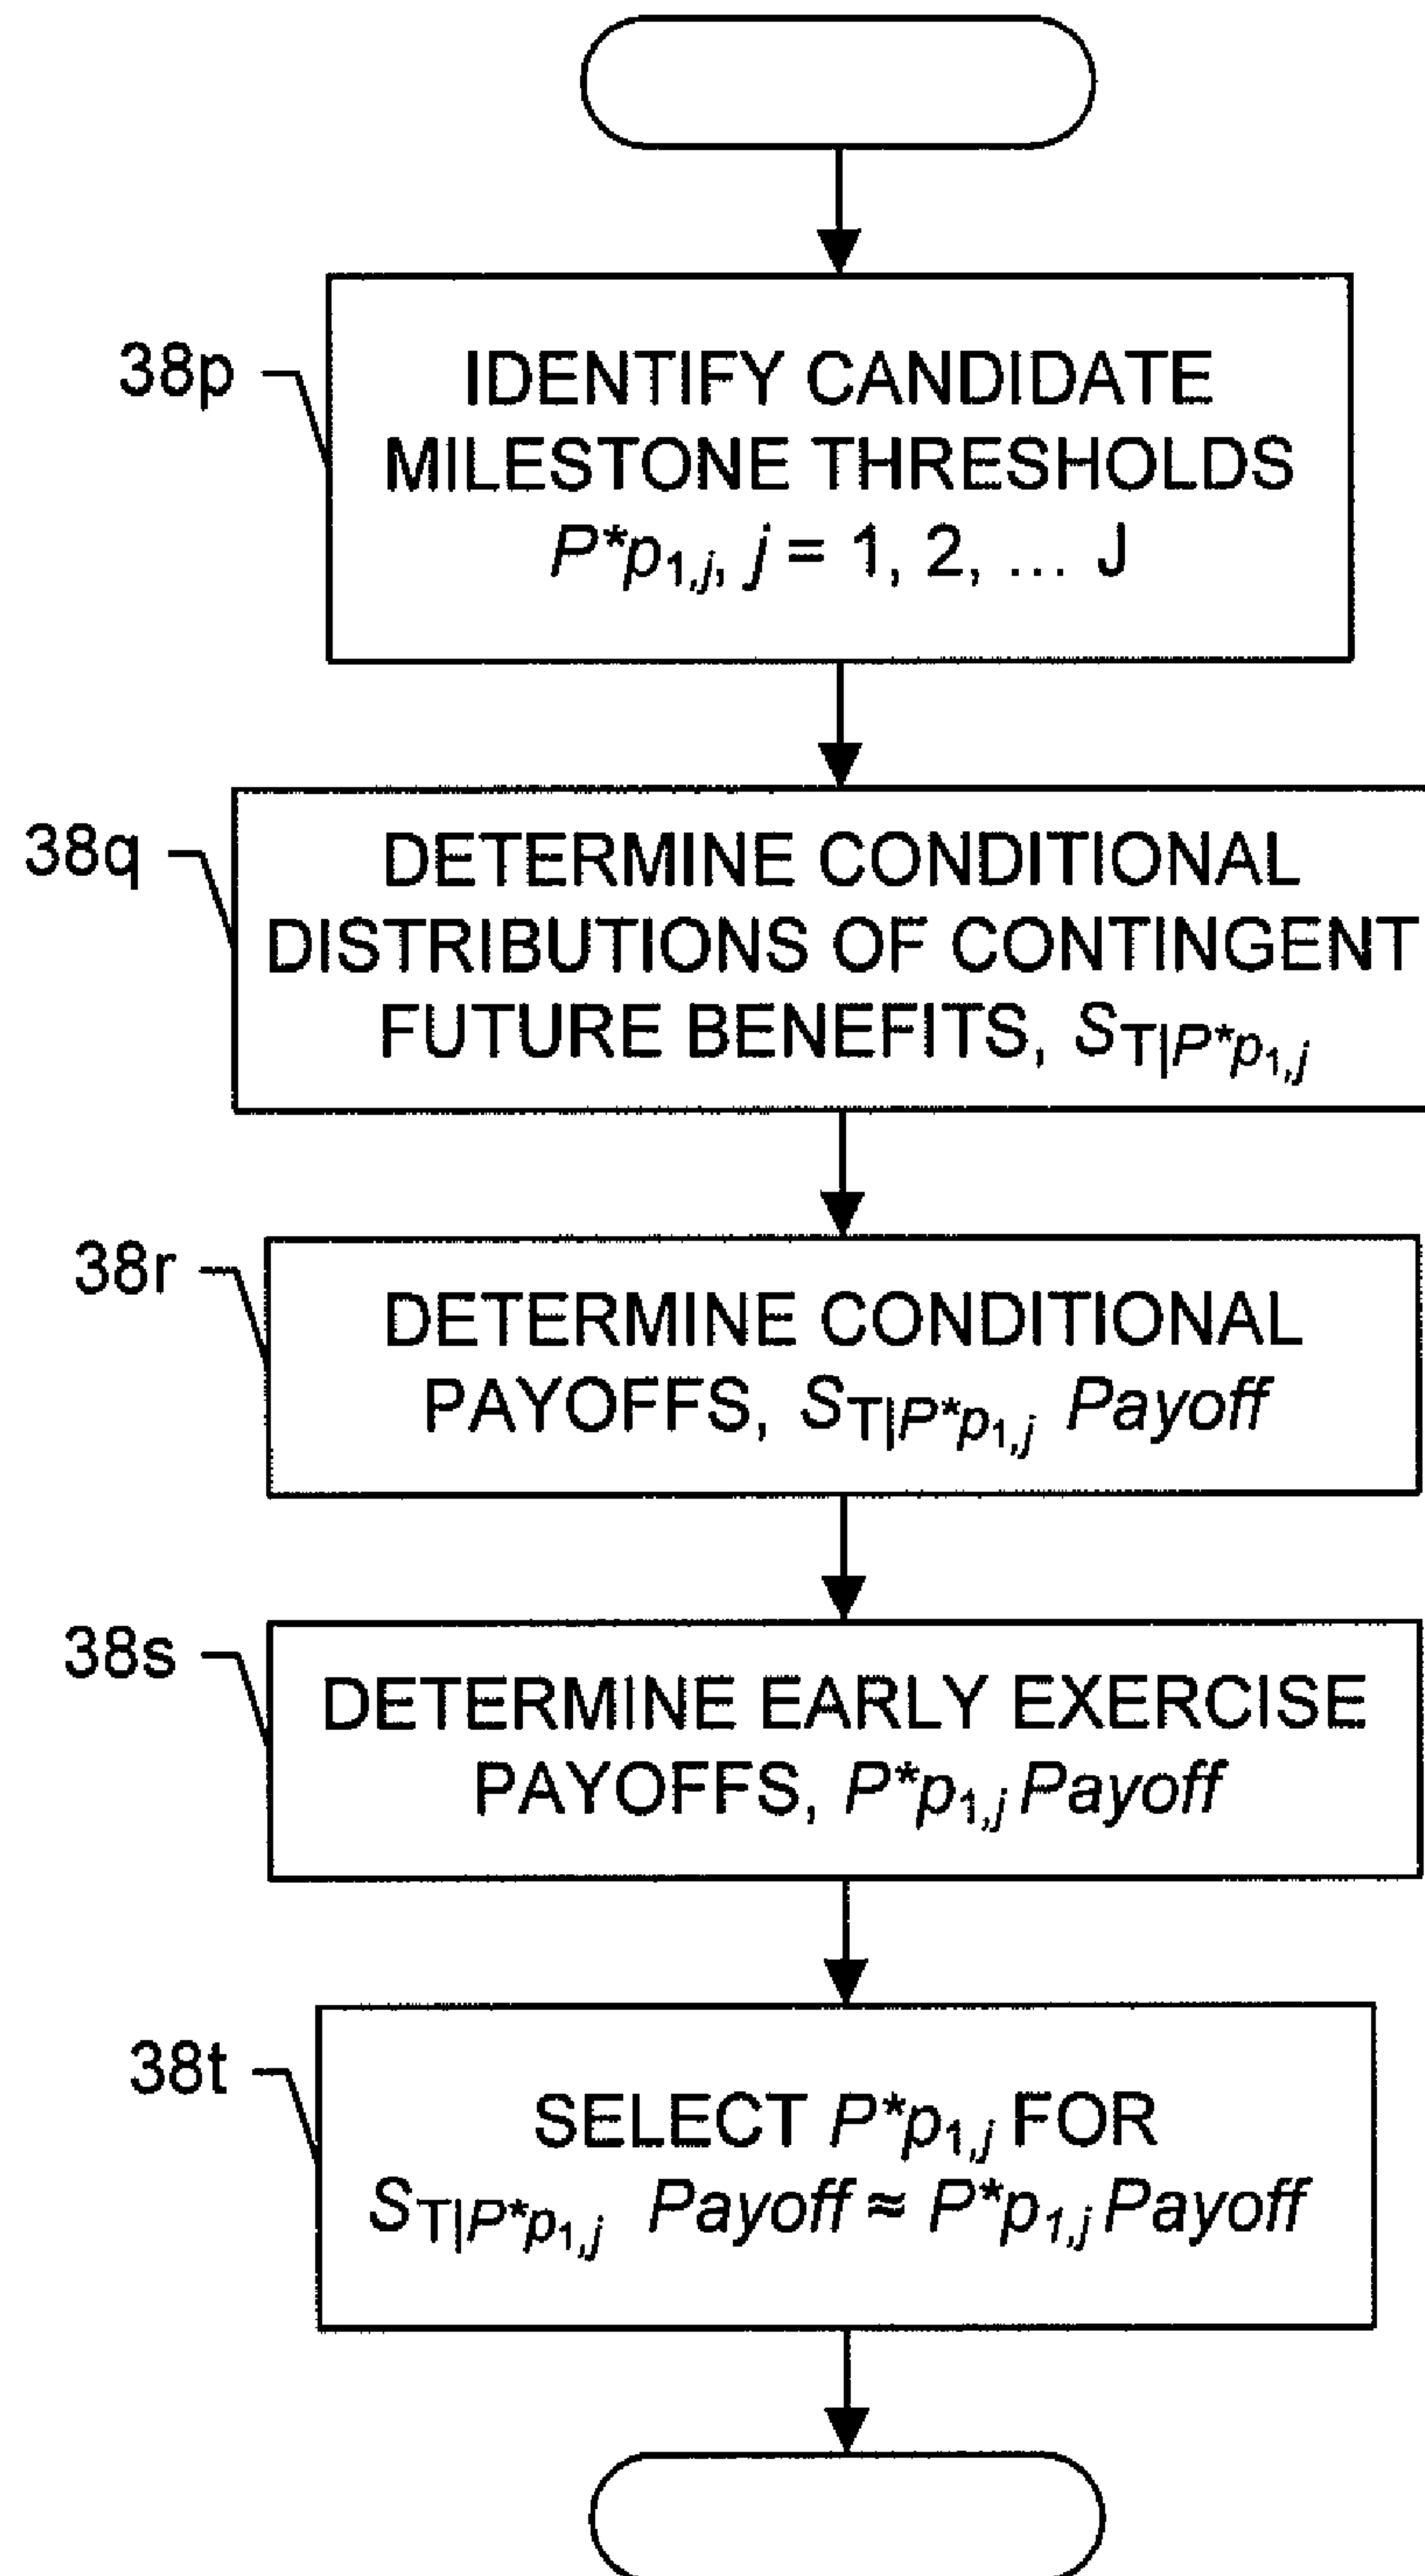 38p
IDENTIFY CANDIDATE
MILESTONE THRESHOLDS
P*p1,j, j = 1, 2, ... J
38q
DETERMINE CONDITIONAL
DISTRIBUTIONS OF CONTINGENT
FUTURE BENEFITS, ST|P*p1,j
38r
DETERMINE CONDITIONAL
PAYOFFS, ST|P*p1,j Payoff
38s
DETERMINE EARLY EXERCISE
PAYOFFS, P*p1,j Payoff
38t
SELECT P*p1,j FOR
ST|P*p1,j Payoff ≈ P*p1,j Payoff